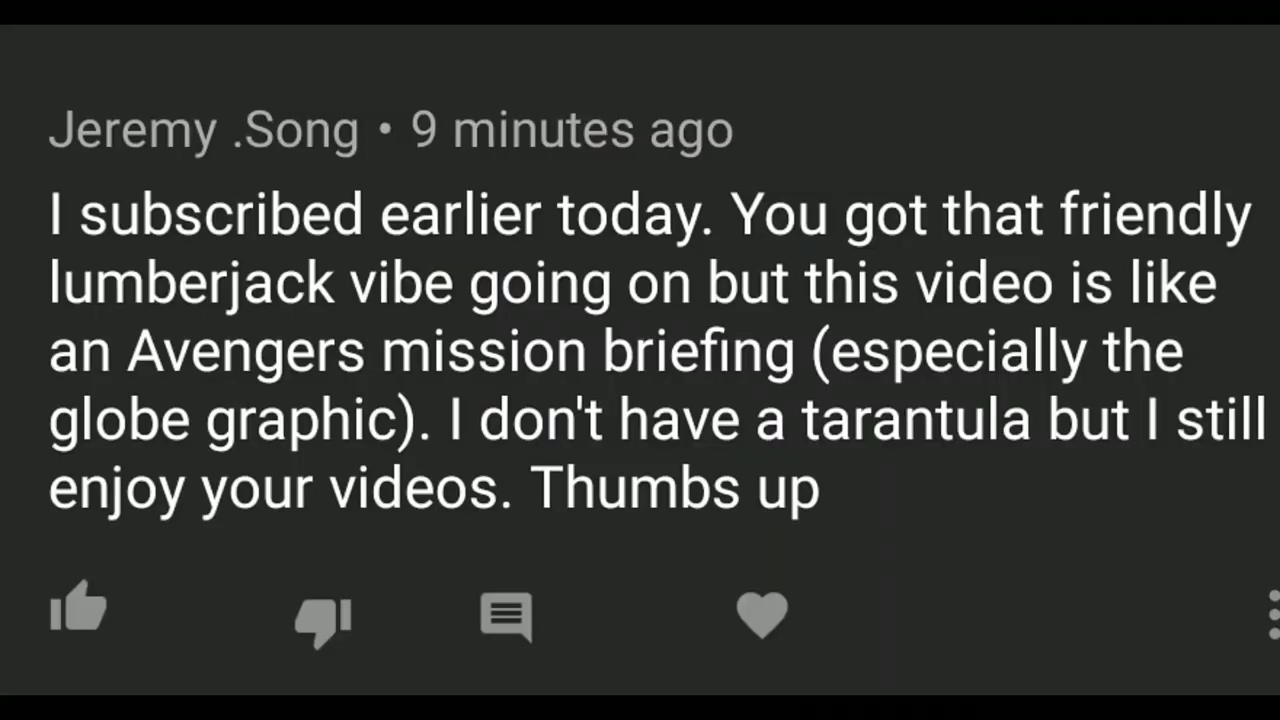 Jeremy .Song • 9 minutes ago
I subscribed earlier today. You got that friendly
lumberjack vibe going on but this video is like
an Avengers mission briefing (especially the
globe graphic). I don't have a tarantula but I still
enjoy your videos. Thumbs up